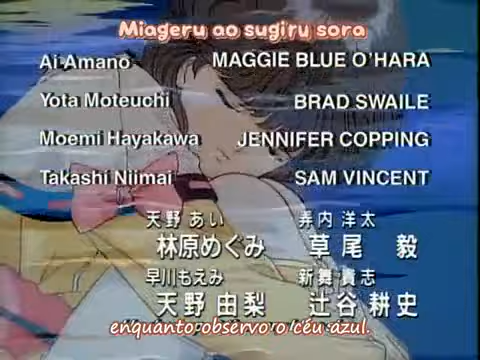 Miageru ao sugiru sora
Ai Amano MAGGIE BLUE O'HARA
Yota Moteuchi BRAD SWAILE
Moemi Hayakawa JENNIFER COPPING
Takashi Niimai SAM VINCENT
天野 あい 弄内 洋太
林原めぐみ 草尾 毅
早川もえみ 新舞 貴志
天野 由梨 辻谷 耕史
enquanto observo o céu azul.